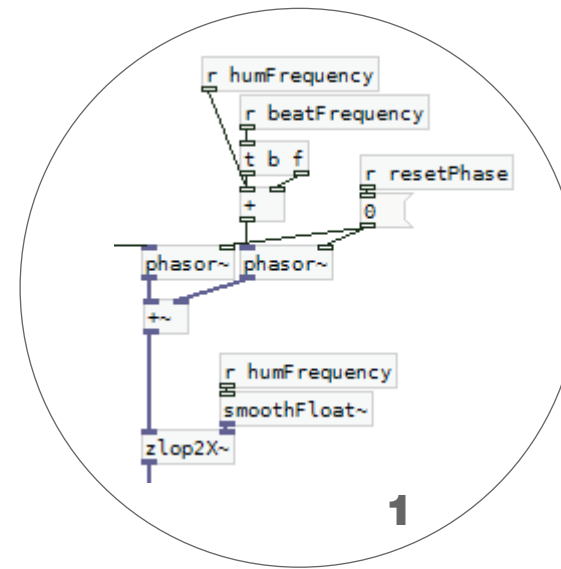 r humFrequency
r beatFrequency
t b f
r resetPhase
+
0
phasor~
phasor~
+~
r humFrequency
smoothFloat~
zlop2X~
1